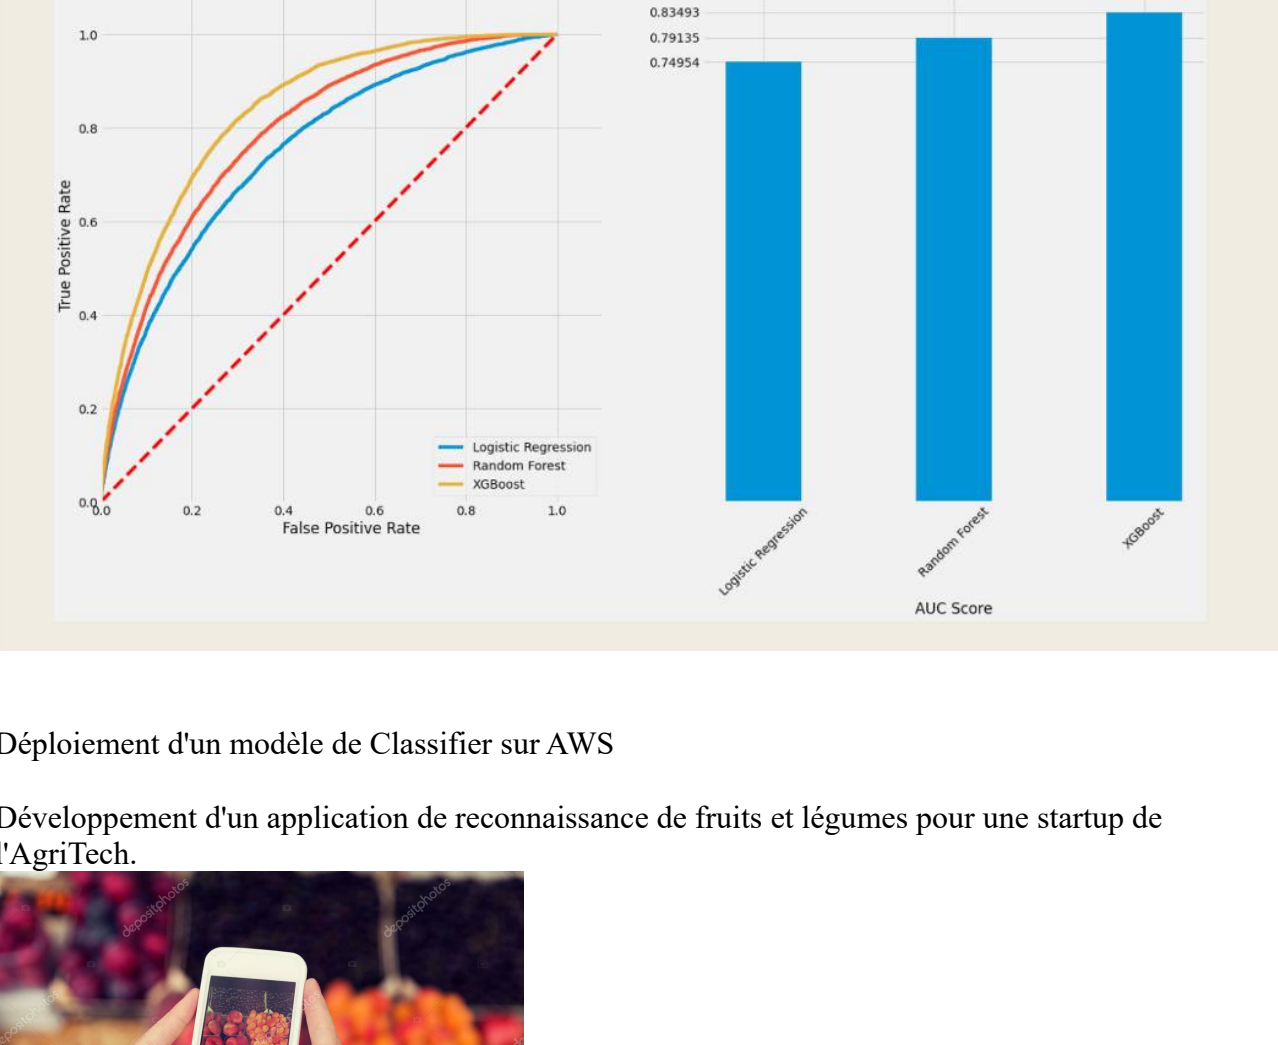 1.0
0.8
0.6
0.4
0.2
0.0
True Positive Rate
0.0 0.2 0.4 0.6 0.8 1.0
False Positive Rate
Logistic Regression
Random Forest
XGBoost
0.83493
0.79135
0.74954
Logistic Regression
Random Forest
XGBoost
AUC Score
Déploiement d'un modèle de Classifier sur AWS
Développement d'un application de reconnaissance de fruits et légumes pour une startup de
l'AgriTech.
depositphotos
depositphotos
depositphotos